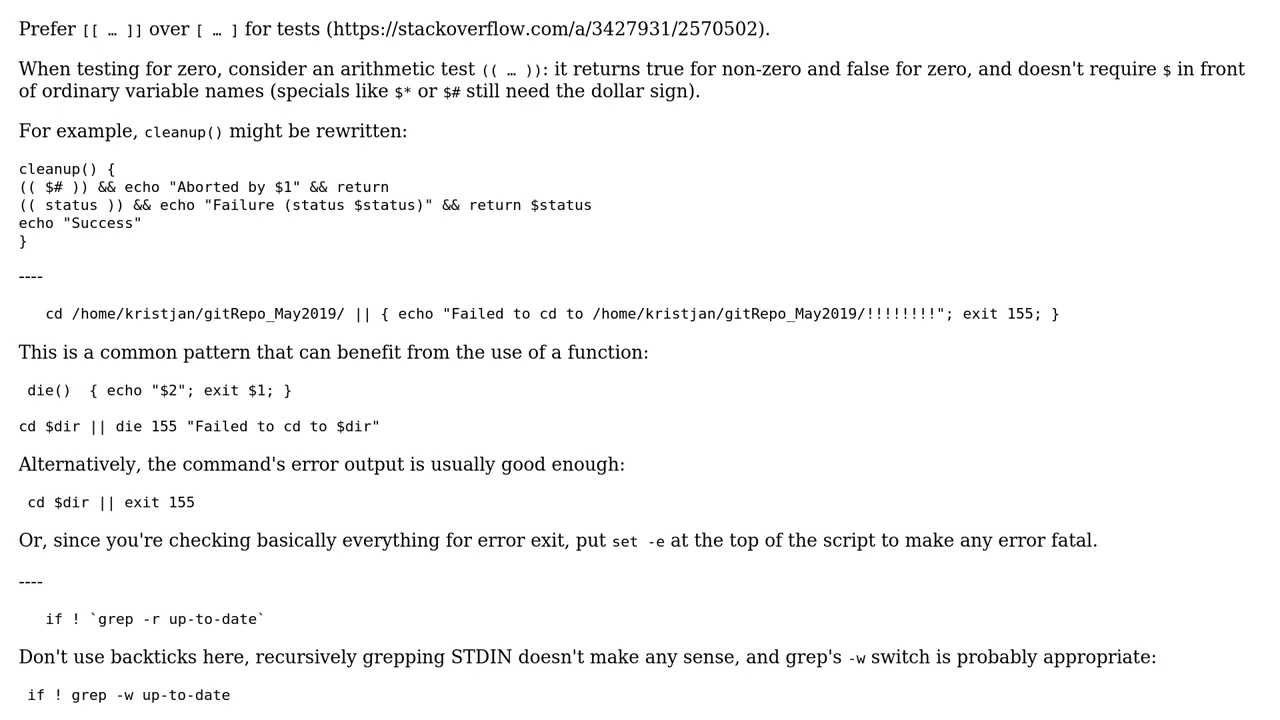 Prefer [[ … ]] over [ … ] for tests (https://stackoverflow.com/a/3427931/2570502).
When testing for zero, consider an arithmetic test (( … )): it returns true for non-zero and false for zero, and doesn't require $ in front
of ordinary variable names (specials like $* or $# still need the dollar sign).
For example, cleanup() might be rewritten:
cleanup() {
(( $# )) && echo "Aborted by $1" && return
(( status )) && echo "Failure (status $status)" && return $status
echo "Success"
}
----
cd /home/kristjan/gitRepo_May2019/ || { echo "Failed to cd to /home/kristjan/gitRepo_May2019/!!!!!!!!"; exit 155; }
This is a common pattern that can benefit from the use of a function:
die()  { echo "$2"; exit $1; }
cd $dir || die 155 "Failed to cd to $dir"
Alternatively, the command's error output is usually good enough:
cd $dir || exit 155
Or, since you're checking basically everything for error exit, put set -e at the top of the script to make any error fatal.
----
if ! `grep -r up-to-date`
Don't use backticks here, recursively grepping STDIN doesn't make any sense, and grep's -w switch is probably appropriate:
if ! grep -w up-to-date